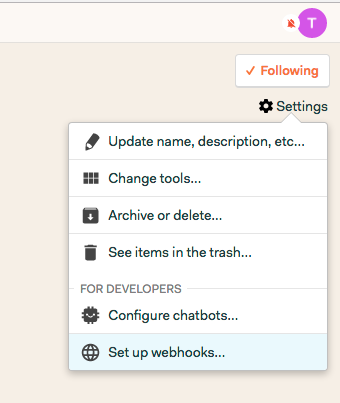 T
✓ Following
Settings
Update name, description, etc...
Change tools...
Archive or delete...
See items in the trash...
FOR DEVELOPERS
Configure chatbots...
Set up webhooks...